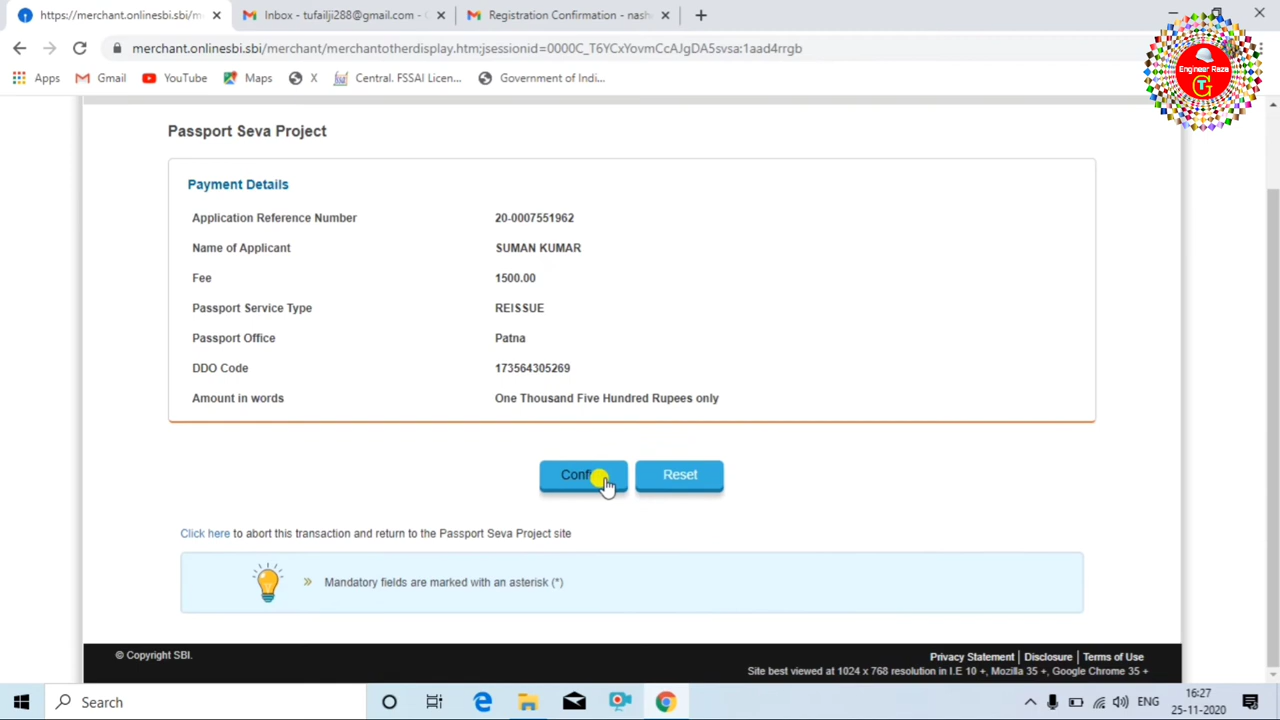 https://merchant.onlinesbi.sbi/me
Inbox - tufailji288@gmail.com - G
Registration Confirmation - nash
merchant.onlinesbi.sbi/merchant/merchantotherdisplay.htm;jsessionid=0000C_T6YCxYovmCcAJgDA5svsa:1aad4rrgb
Apps Gmail YouTube Maps X Central. FSSAI Licen... Government of Indi...
Engineer Raza
TG
Passport Seva Project
Payment Details
Application Reference Number 20-0007551962
Name of Applicant SUMAN KUMAR
Fee 1500.00
Passport Service Type REISSUE
Passport Office Patna
DDO Code 173564305269
Amount in words One Thousand Five Hundred Rupees only
Reset
Click here to abort this transaction and return to the Passport Seva Project site
» Mandatory fields are marked with an asterisk (*)
© Copyright SBI.
Privacy Statement | Disclosure | Terms of Use
Site best viewed at 1024 x 768 resolution in I.E 10 +, Mozilla 35 +, Google Chrome 35 +
Search
ENG
16:27
25-11-2020